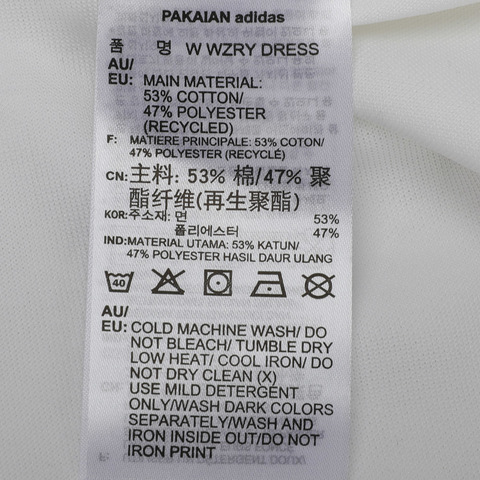 PAKAIAN adidas
품 명 W WZRY DRESS
AU/
EU: MAIN MATERIAL:
53% COTTON/
47% POLYESTER
(RECYCLED)
F: MATIERE PRINCIPALE: 53% COTON/
47% POLYESTER (RECYCLÉ)
CN:主料: 53% 棉/47% 聚
酯纤维(再生聚酯)
KOR:주소재: 면 53%
폴리에스터 47%
IND:MATERIAL UTAMA: 53% KATUN/
47% POLYESTER HASIL DAUR ULANG
40
AU/
EU: COLD MACHINE WASH/ DO
NOT BLEACH/ TUMBLE DRY
LOW HEAT/ COOL IRON/ DO
NOT DRY CLEAN (X)
USE MILD DETERGENT
ONLY/WASH DARK COLORS
SEPARATELY/WASH AND
IRON INSIDE OUT/DO NOT
IRON PRINT